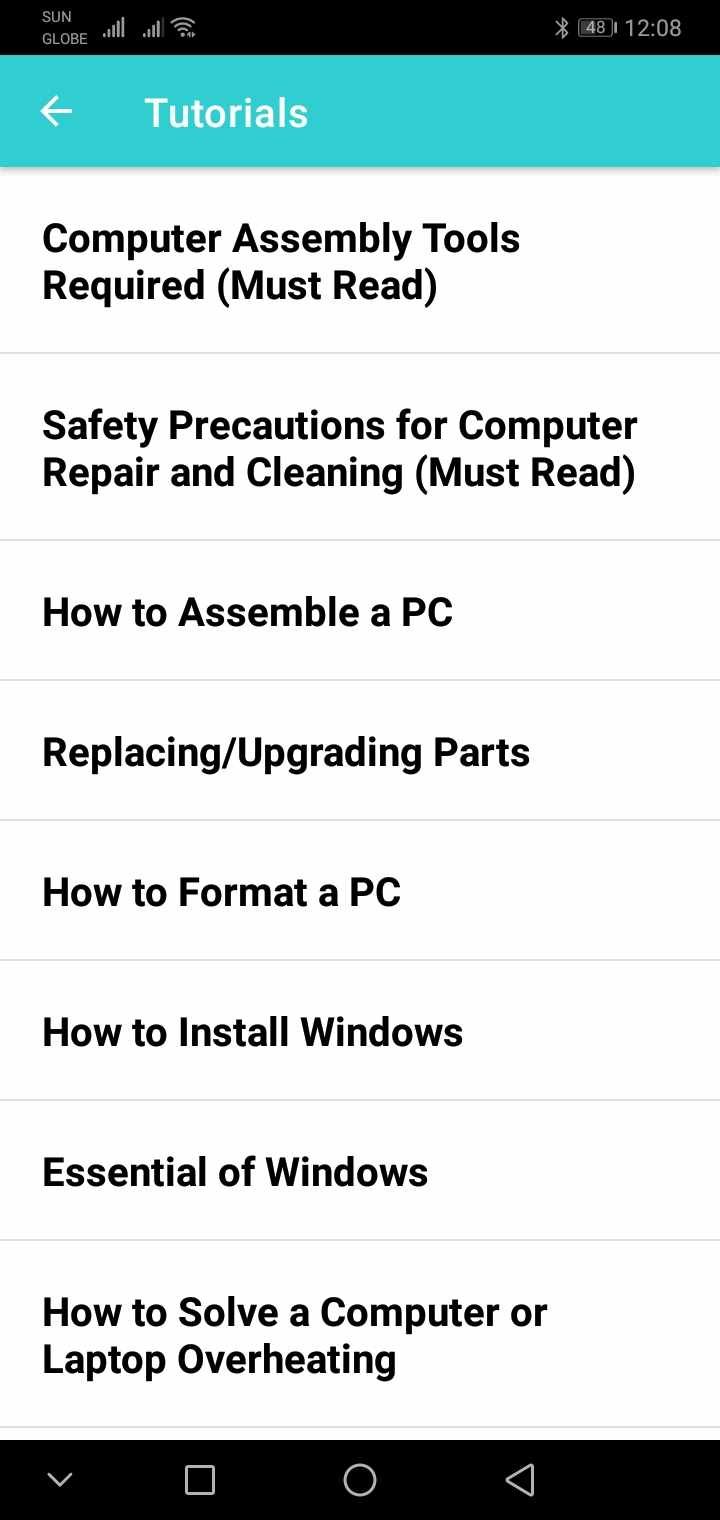 SUN
GLOBE
48
12:08
Tutorials
Computer Assembly Tools
Required (Must Read)
Safety Precautions for Computer
Repair and Cleaning (Must Read)
How to Assemble a PC
Replacing/Upgrading Parts
How to Format a PC
How to Install Windows
Essential of Windows
How to Solve a Computer or
Laptop Overheating